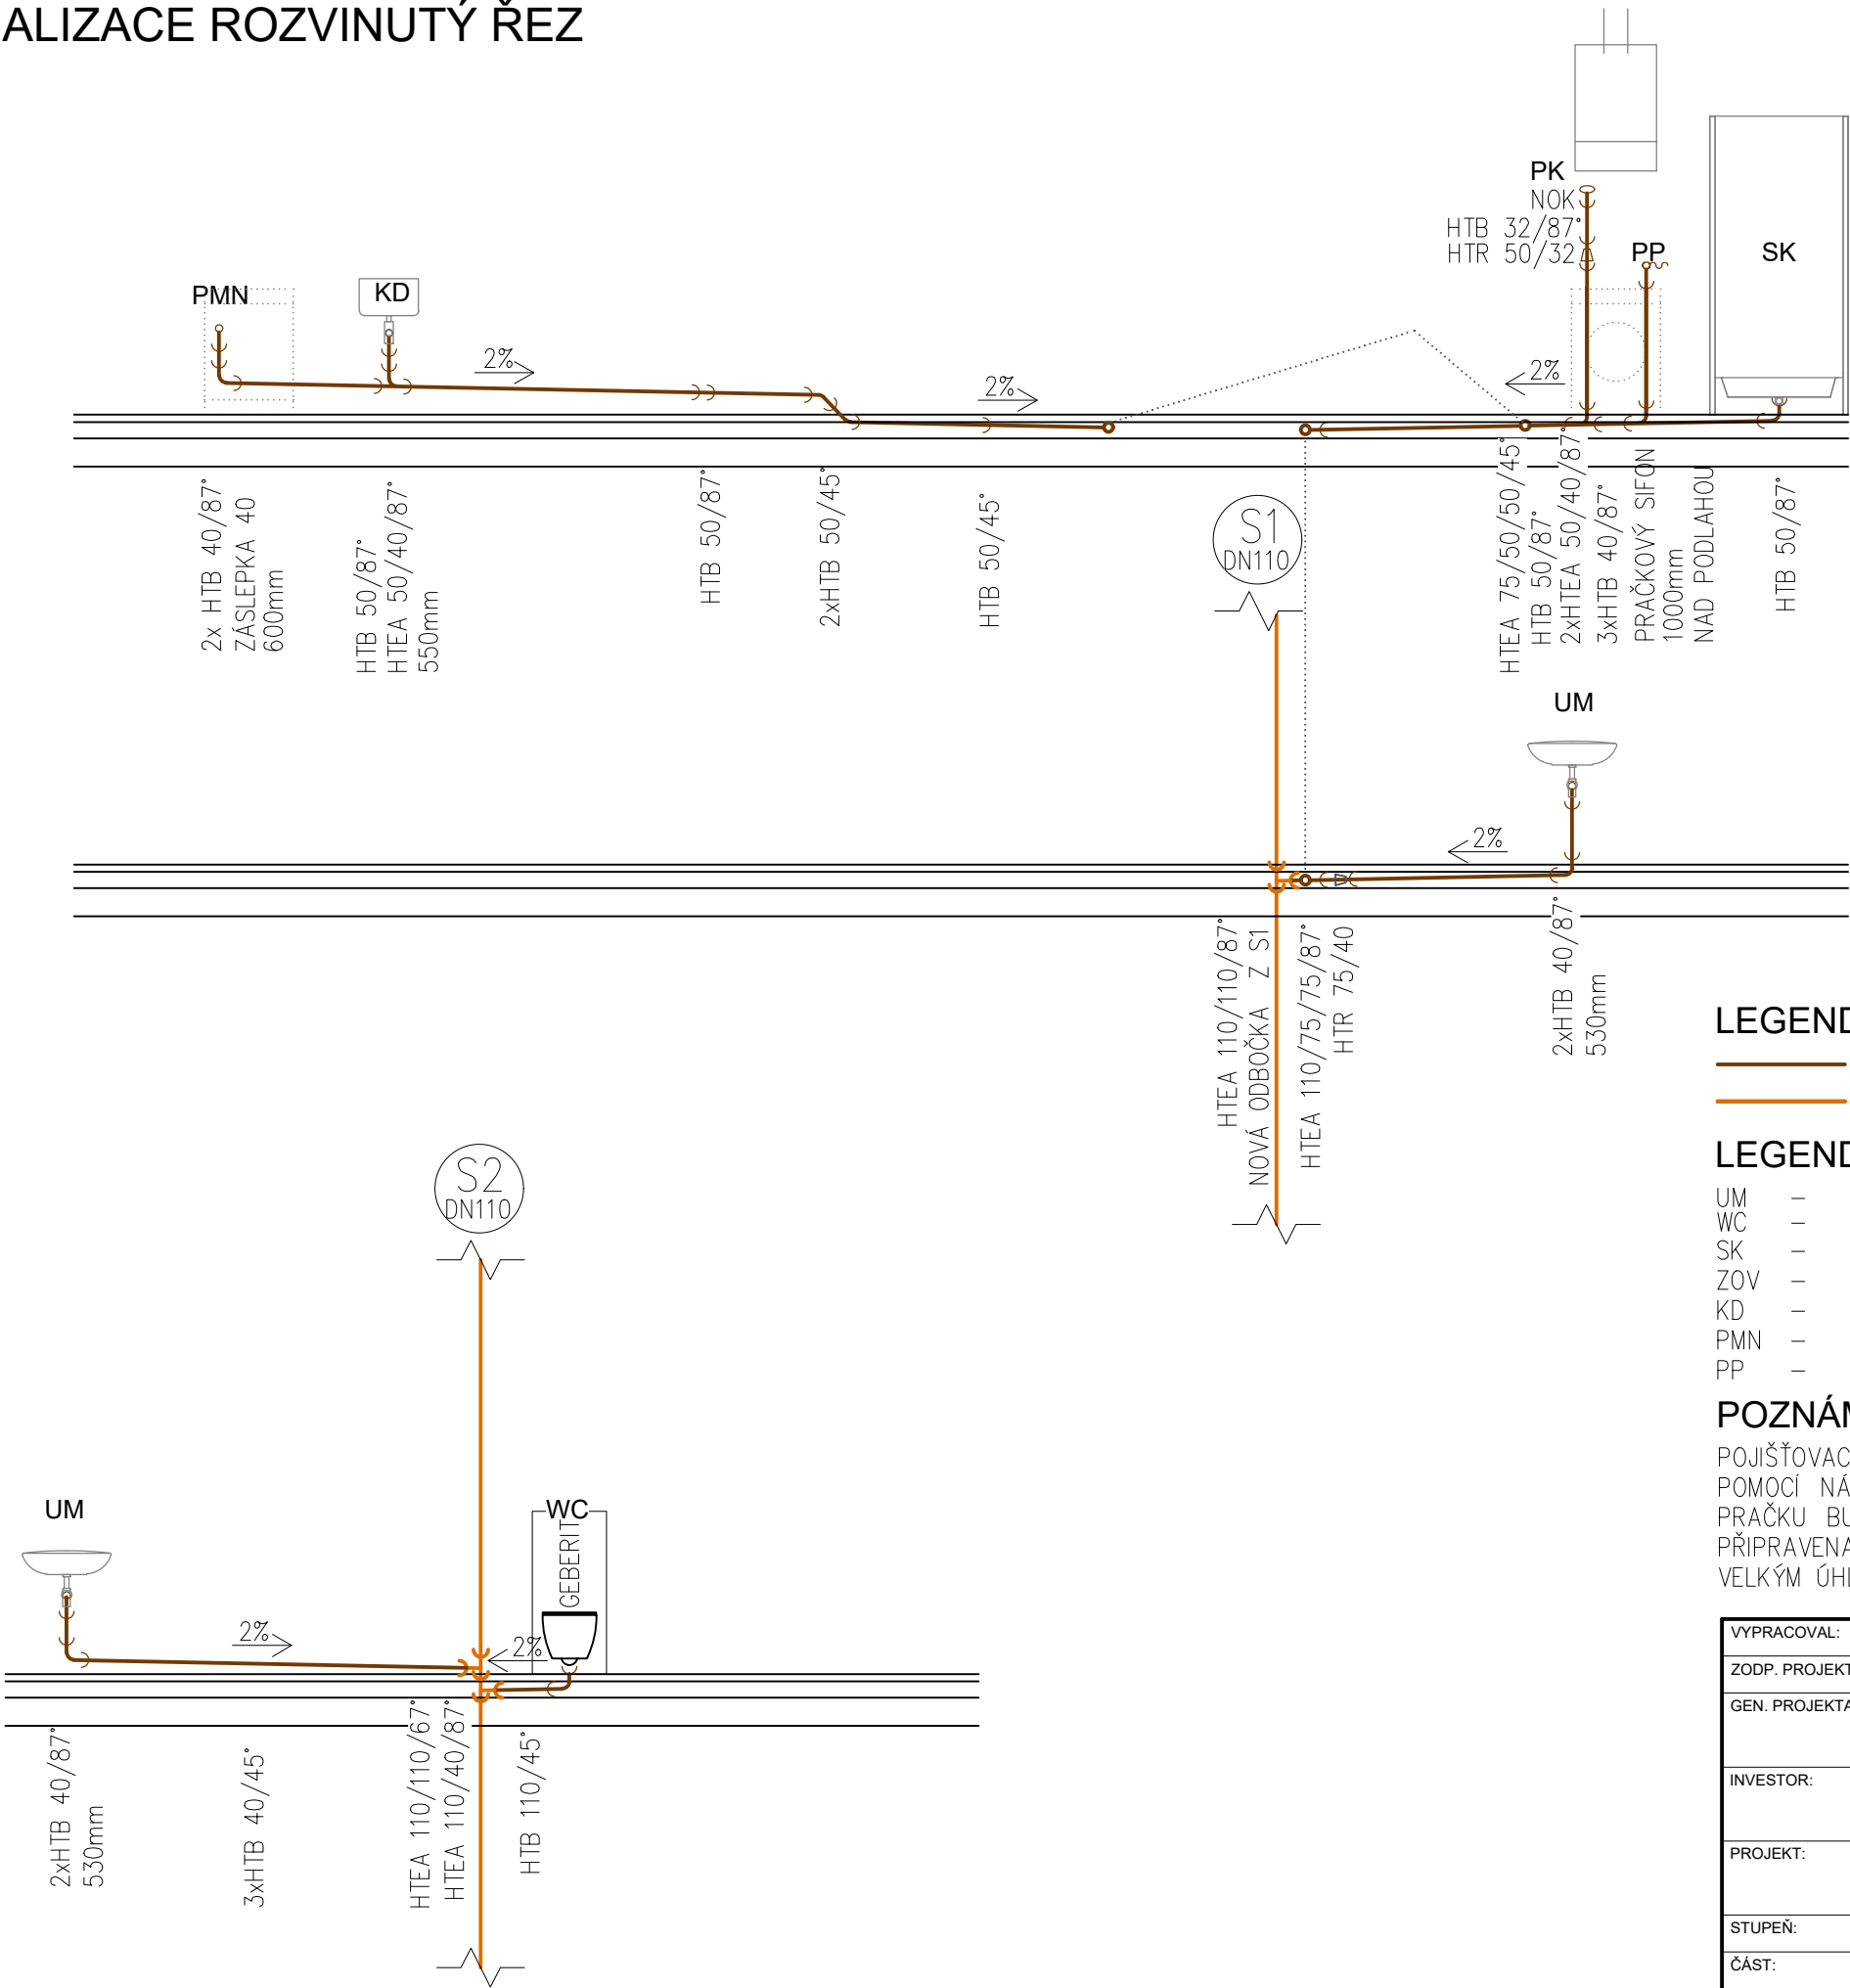 ALIZACE ROZVINUTÝ ŘEZ
PK
NOK
HTB 32/87°
HTR 50/32
PP
SK
PMN
KD
2%
2%
2%
2x HTB 40/87°
ZÁSLEPKA 40
600mm
HTB 50/87°
HTEA 50/40/87°
550mm
HTB 50/87°
2xHTB 50/45°
HTB 50/45°
S1
DN110
HTEA 75/50/50/45°
HTB 50/87°
2xHTEA 50/40/87°
3xHTB 40/87°
PRAČKOVÝ SIFON
1000mm
NAD PODLAHOU
HTB 50/87°
UM
2%
HTEA 110/110/87°
NOVÁ ODBOČKA Z S1
HTEA 110/75/75/87°
HTR 75/40
2xHTB 40/87°
530mm
S2
DN110
UM
WC
GEBERIT
2%
2%
2xHTB 40/87°
530mm
3xHTB 40/45°
HTEA 110/110/67°
HTEA 110/40/87°
HTB 110/45°
LEGEND
LEGEND
UM –
WC –
SK –
ZOV –
KD –
PMN –
PP –
POZNÁM
POJIŠŤOVAC
POMOCÍ NÁ
PRAČKU BU
PŘIPRAVENA
VELKÝM ÚHL
VYPRACOVAL:
ZODP. PROJEKT
GEN. PROJEKTA
INVESTOR:
PROJEKT:
STUPEŇ:
ČÁST: